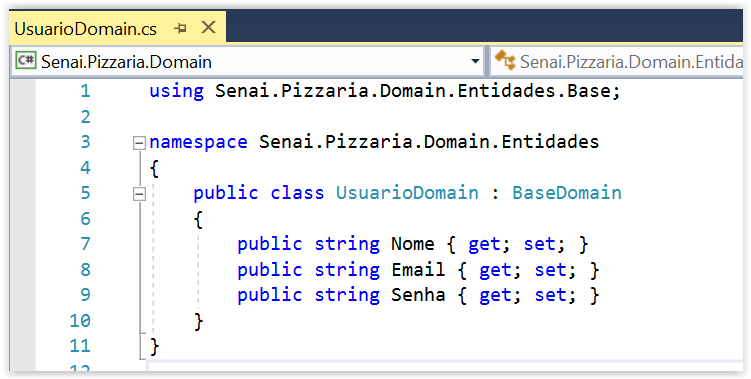 UsuarioDomain.cs
C# Senai.Pizzaria.Domain Senai.Pizzaria.Domain.Entida
1 using Senai.Pizzaria.Domain.Entidades.Base;
2
3 namespace Senai.Pizzaria.Domain.Entidades
4 {
5 public class UsuarioDomain : BaseDomain
6 {
7 public string Nome { get; set; }
8 public string Email { get; set; }
9 public string Senha { get; set; }
10 }
11 }
12